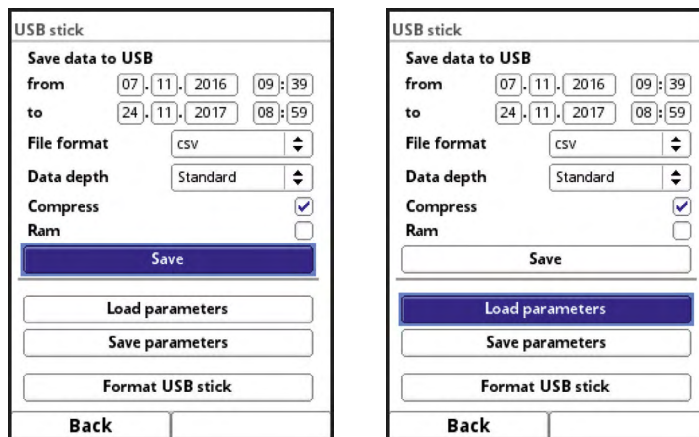 USB stick
Save data to USB
from 07 . 11 . 2016 09 : 39
to 24 . 11 . 2017 08 : 59
File format csv
Data depth Standard
Compress
Ram
Save
Load parameters
Save parameters
Format USB stick
Back
USB stick
Save data to USB
from 07 . 11 . 2016 09 : 39
to 24 . 11 . 2017 08 : 59
File format csv
Data depth Standard
Compress
Ram
Save
Load parameters
Save parameters
Format USB stick
Back